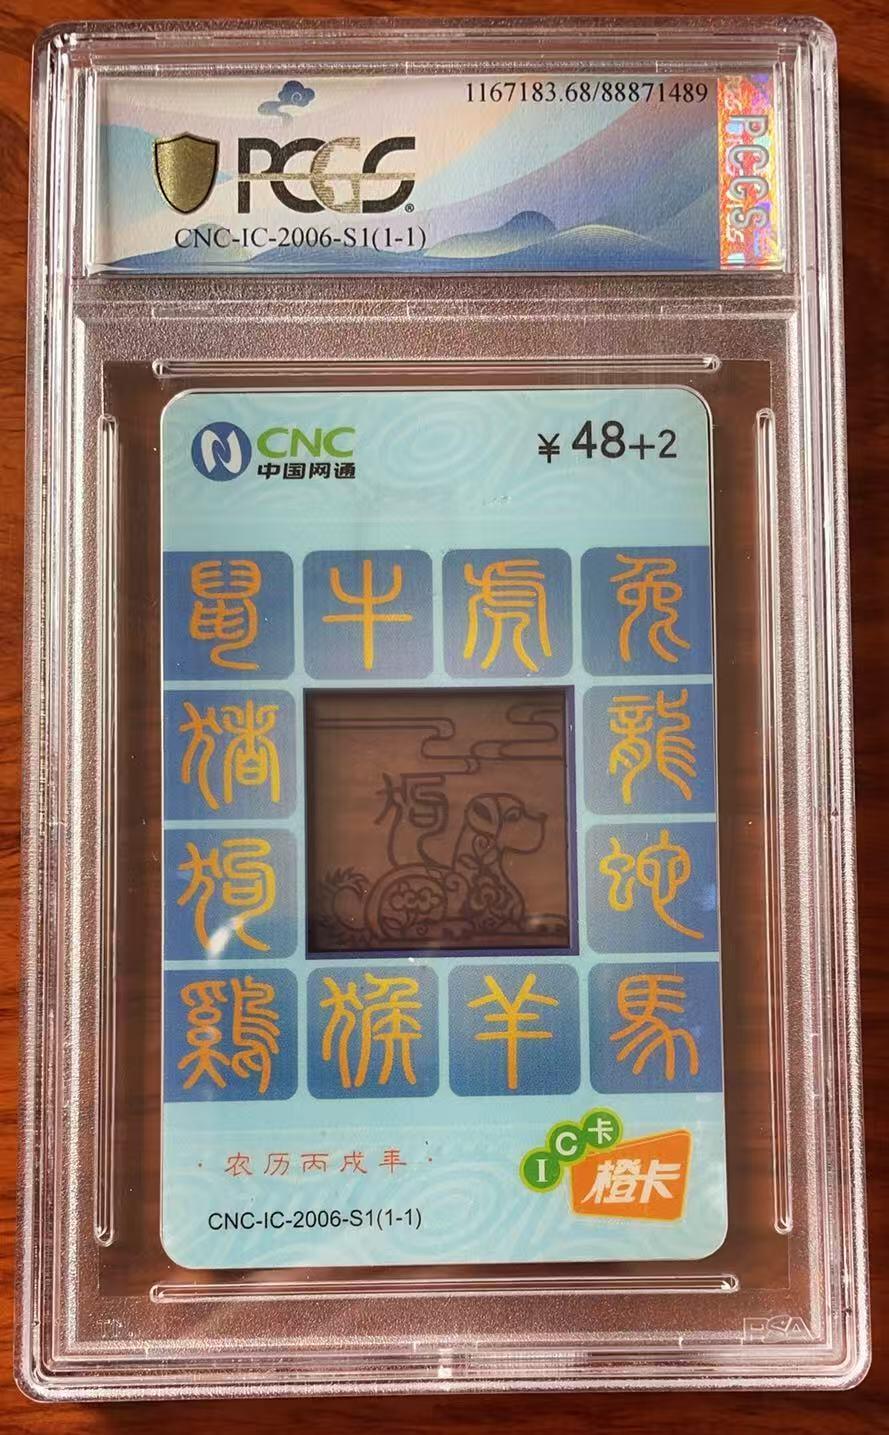 1167183.68/88871489
PCGS
PCGS
CNC-IC-2006-S1(1-1)
CNC
中国网通
¥ 48+2
鼠 牛 虎 兔
猪 龍
狗
狗 蛇
鷄 猴 羊 馬
· 农历丙戌年 ·
IC卡
橙卡
CNC-IC-2006-S1(1-1)
PSA